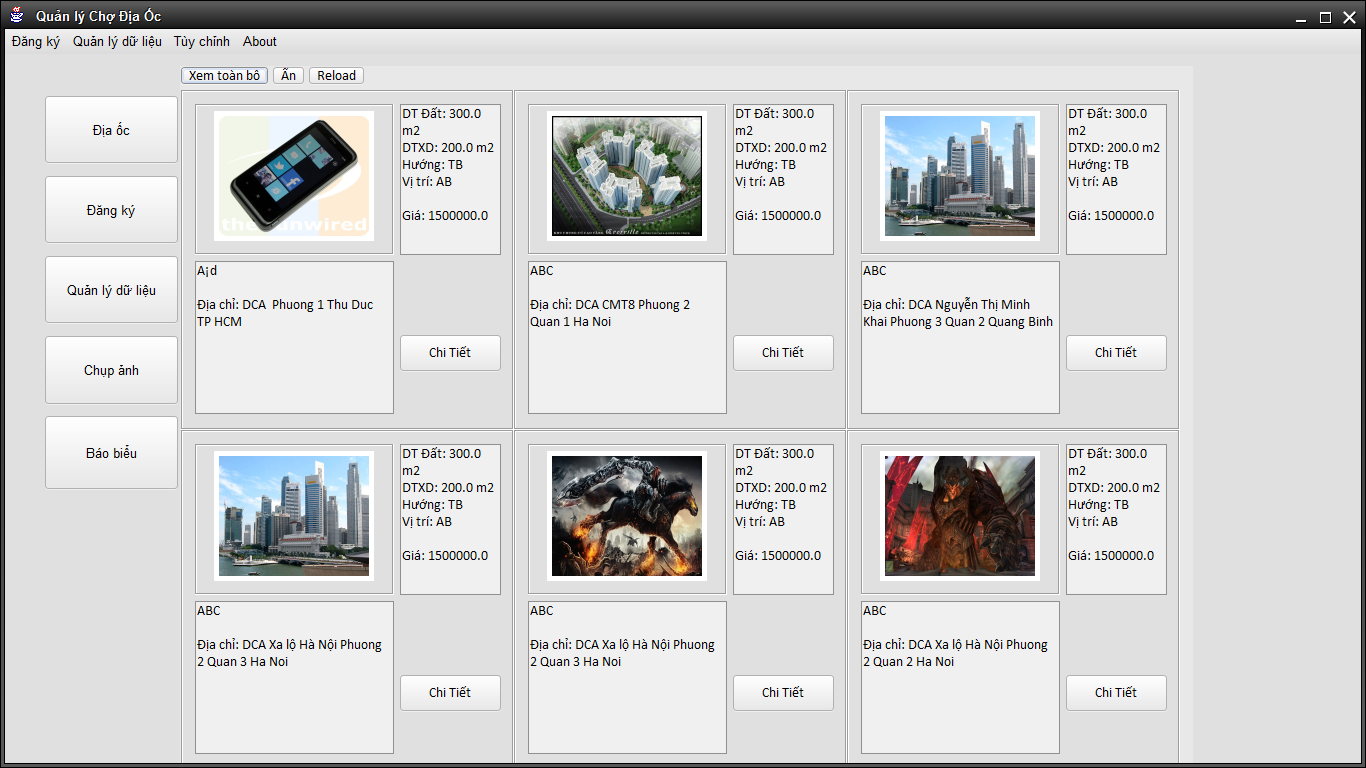 Quản lý Chợ Địa Ốc
Đăng ký Quản lý dữ liệu Tùy chỉnh About
Xem toàn bô Ẩn Reload
Địa ốc
Đăng ký
Quản lý dữ liệu
Chụp ảnh
Báo biểu
the unwired
DT Đất: 300.0
m2
DTXD: 200.0 m2
Hướng: TB
Vị trí: AB
Giá: 1500000.0
A¡d
Địa chỉ: DCA  Phuong 1 Thu Duc
TP HCM
Chi Tiết
DT Đất: 300.0
m2
DTXD: 200.0 m2
Hướng: TB
Vị trí: AB
Giá: 1500000.0
ABC
Địa chỉ: DCA CMT8 Phuong 2
Quan 1 Ha Noi
Chi Tiết
DT Đất: 300.0
m2
DTXD: 200.0 m2
Hướng: TB
Vị trí: AB
Giá: 1500000.0
ABC
Địa chỉ: DCA Nguyễn Thị Minh
Khai Phuong 3 Quan 2 Quang Binh
Chi Tiết
DT Đất: 300.0
m2
DTXD: 200.0 m2
Hướng: TB
Vị trí: AB
Giá: 1500000.0
ABC
Địa chỉ: DCA Xa lộ Hà Nội Phuong
2 Quan 3 Ha Noi
Chi Tiết
DT Đất: 300.0
m2
DTXD: 200.0 m2
Hướng: TB
Vị trí: AB
Giá: 1500000.0
ABC
Địa chỉ: DCA Xa lộ Hà Nội Phuong
2 Quan 3 Ha Noi
Chi Tiết
DT Đất: 300.0
m2
DTXD: 200.0 m2
Hướng: TB
Vị trí: AB
Giá: 1500000.0
ABC
Địa chỉ: DCA Xa lộ Hà Nội Phuong
2 Quan 2 Ha Noi
Chi Tiết